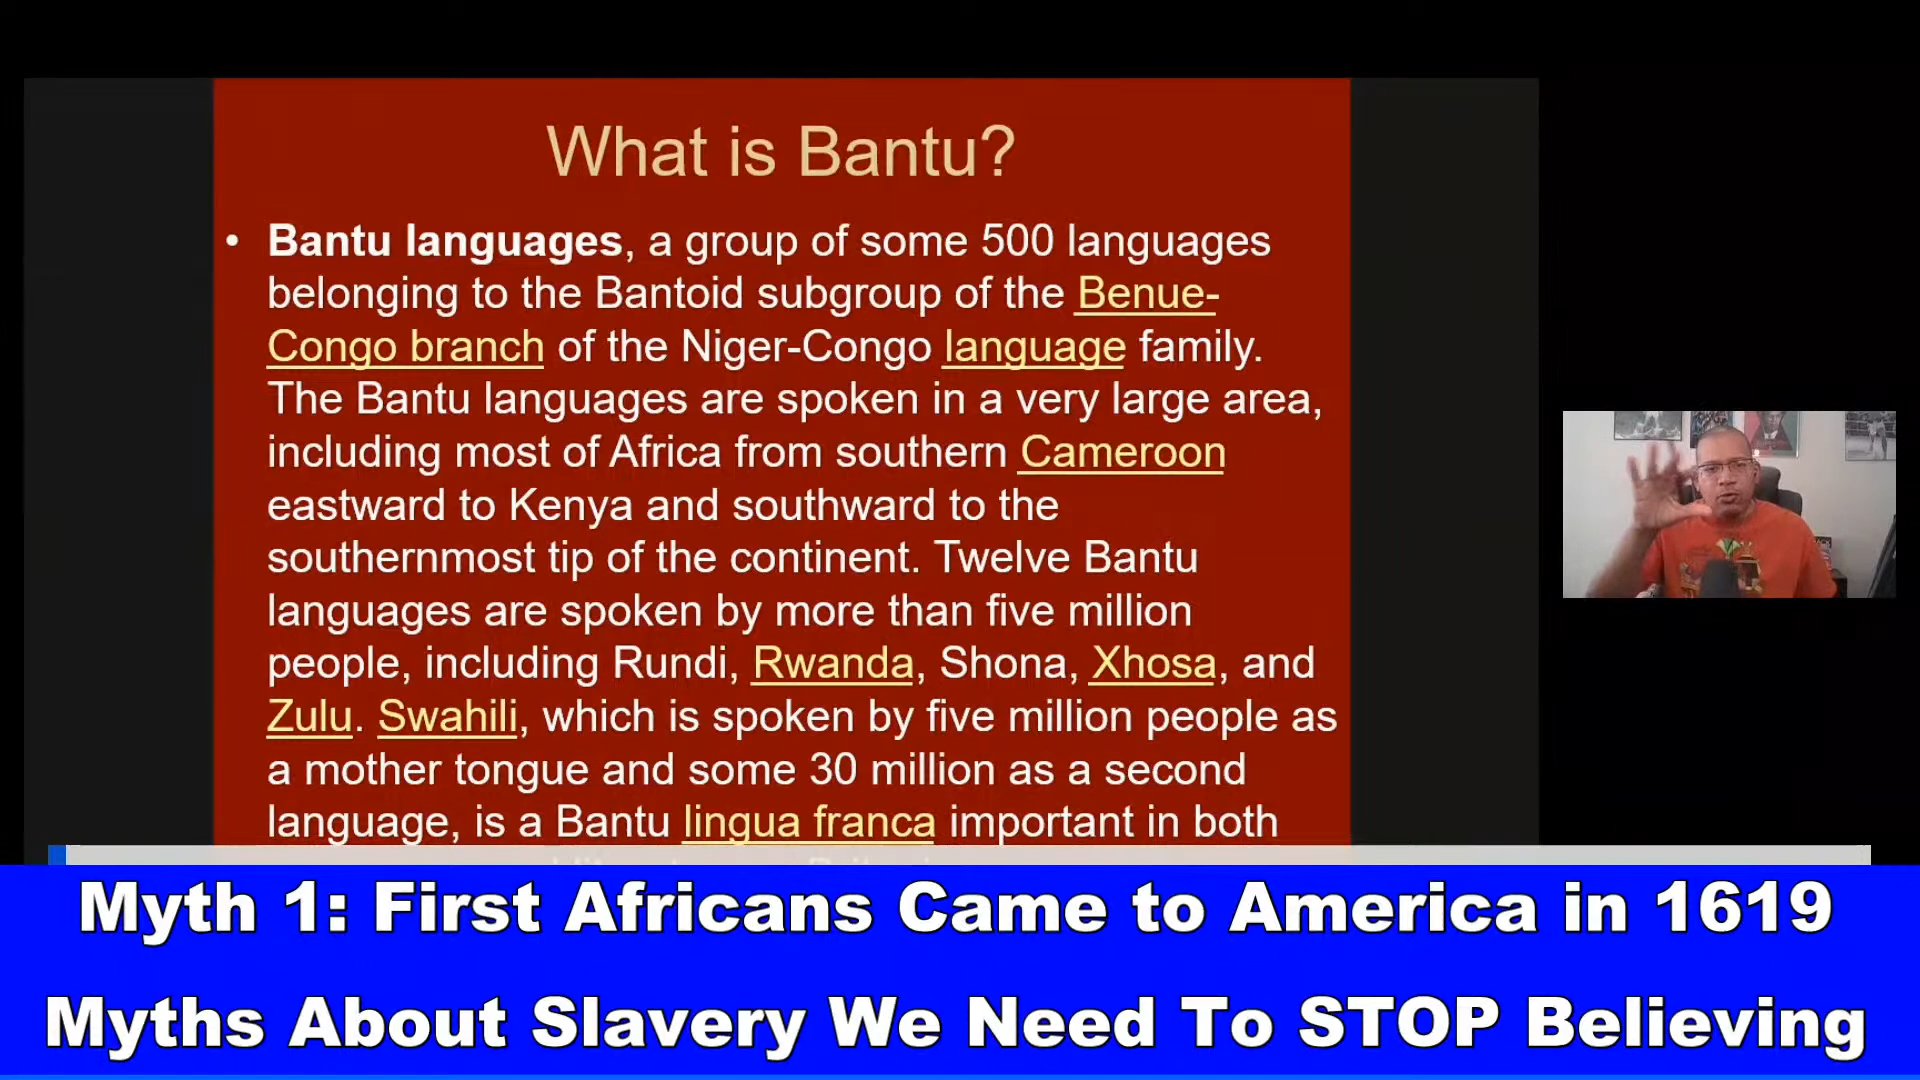 What is Bantu?
• Bantu languages, a group of some 500 languages
belonging to the Bantoid subgroup of the Benue-
Congo branch of the Niger-Congo language family.
The Bantu languages are spoken in a very large area,
including most of Africa from southern Cameroon
eastward to Kenya and southward to the
southernmost tip of the continent. Twelve Bantu
languages are spoken by more than five million
people, including Rundi, Rwanda, Shona, Xhosa, and
Zulu. Swahili, which is spoken by five million people as
a mother tongue and some 30 million as a second
language, is a Bantu lingua franca important in both
Myth 1: First Africans Came to America in 1619
Myths About Slavery We Need To STOP Believing